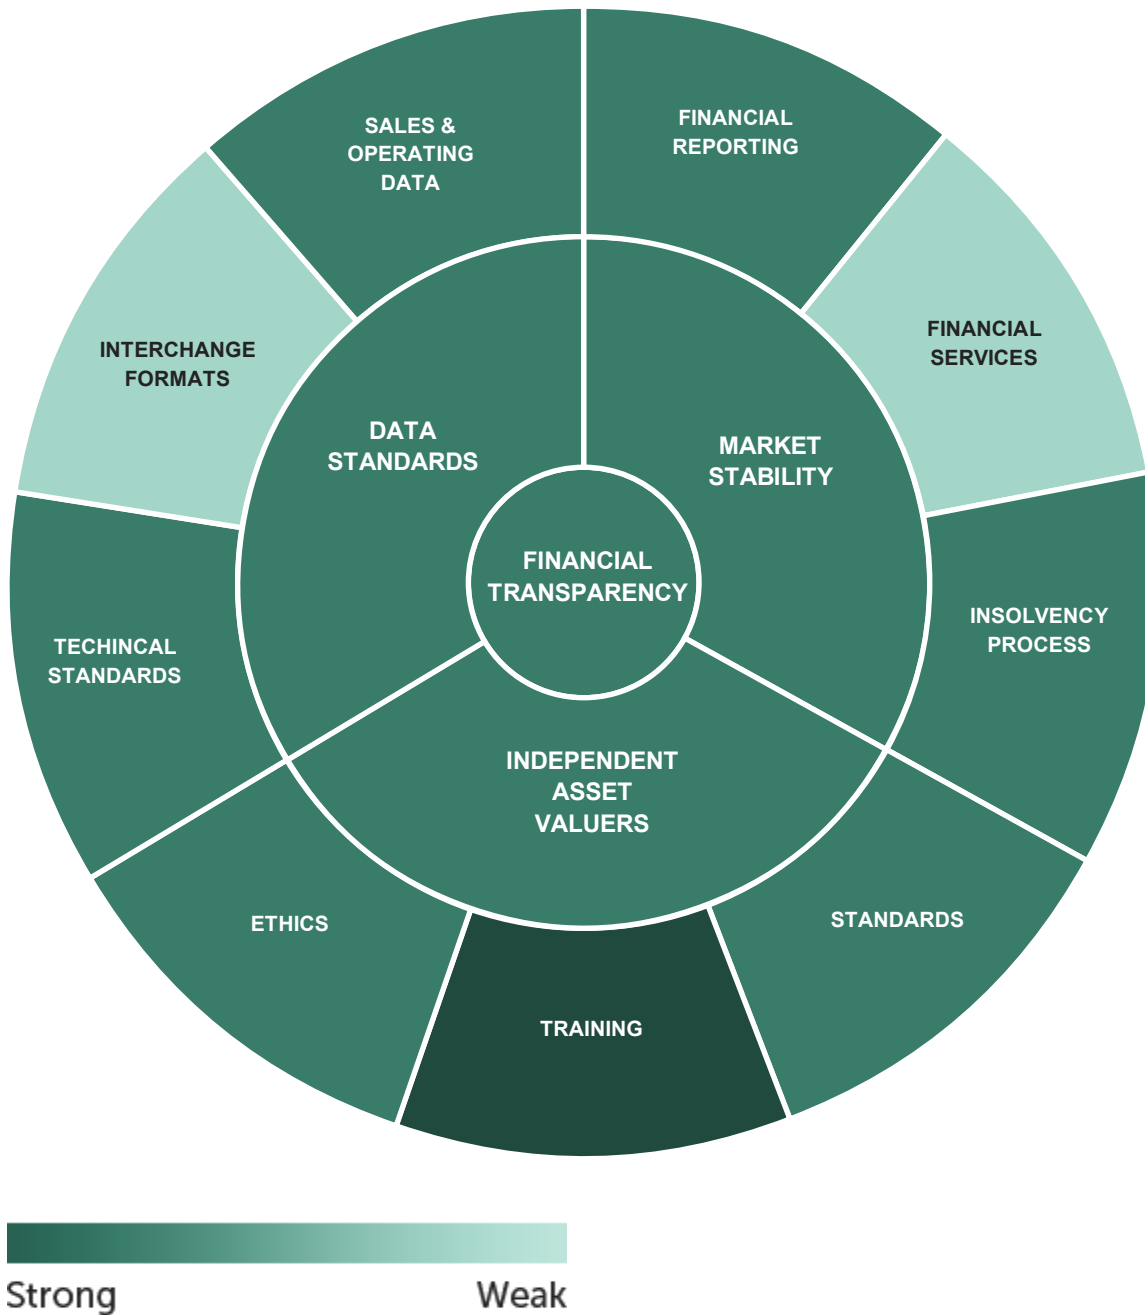 SALES &
OPERATING
DATA
FINANCIAL
REPORTING
INTERCHANGE
FORMATS
FINANCIAL
SERVICES
DATA
STANDARDS
MARKET
STABILITY
FINANCIAL
TRANSPARENCY
TECHINCAL
STANDARDS
INSOLVENCY
PROCESS
INDEPENDENT
ASSET
VALUERS
ETHICS
STANDARDS
TRAINING
Strong
Weak